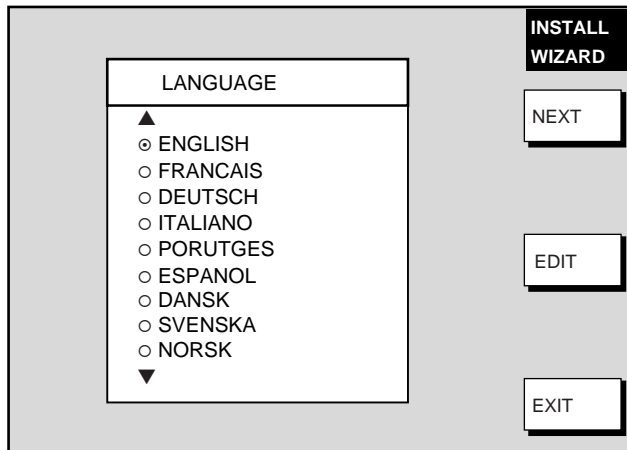 INSTALL
WIZARD
LANGUAGE
ENGLISH
FRANCAIS
DEUTSCH
ITALIANO
PORUTGES
ESPANOL
DANSK
SVENSKA
NORSK
NEXT
EDIT
EXIT